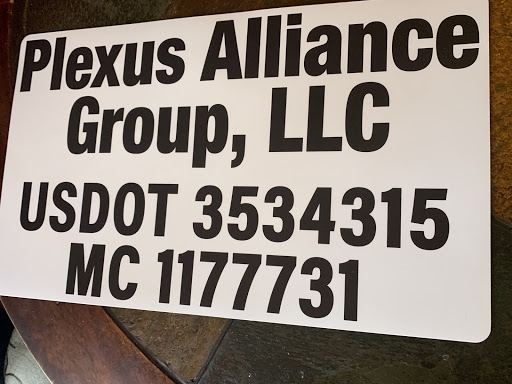 Plexus Alliance
Group, LLC
USDOT 3534315
MC 1177731